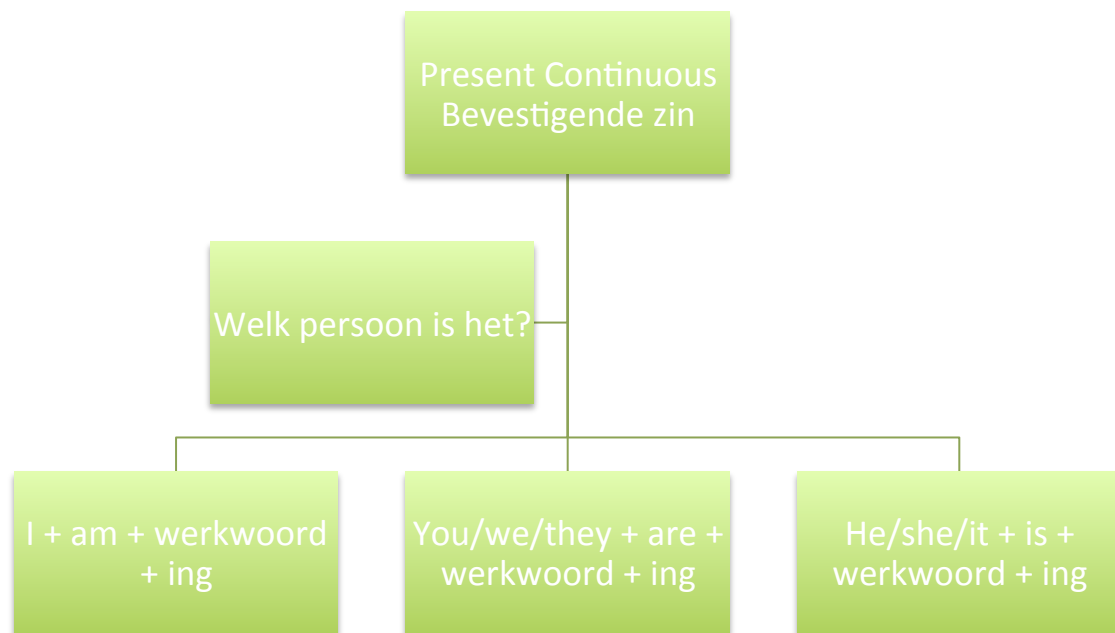 Present Continuous
Bevestigende zin
Welk persoon is het?
I + am + werkwoord
+ ing
You/we/they + are +
werkwoord + ing
He/she/it + is +
werkwoord + ing